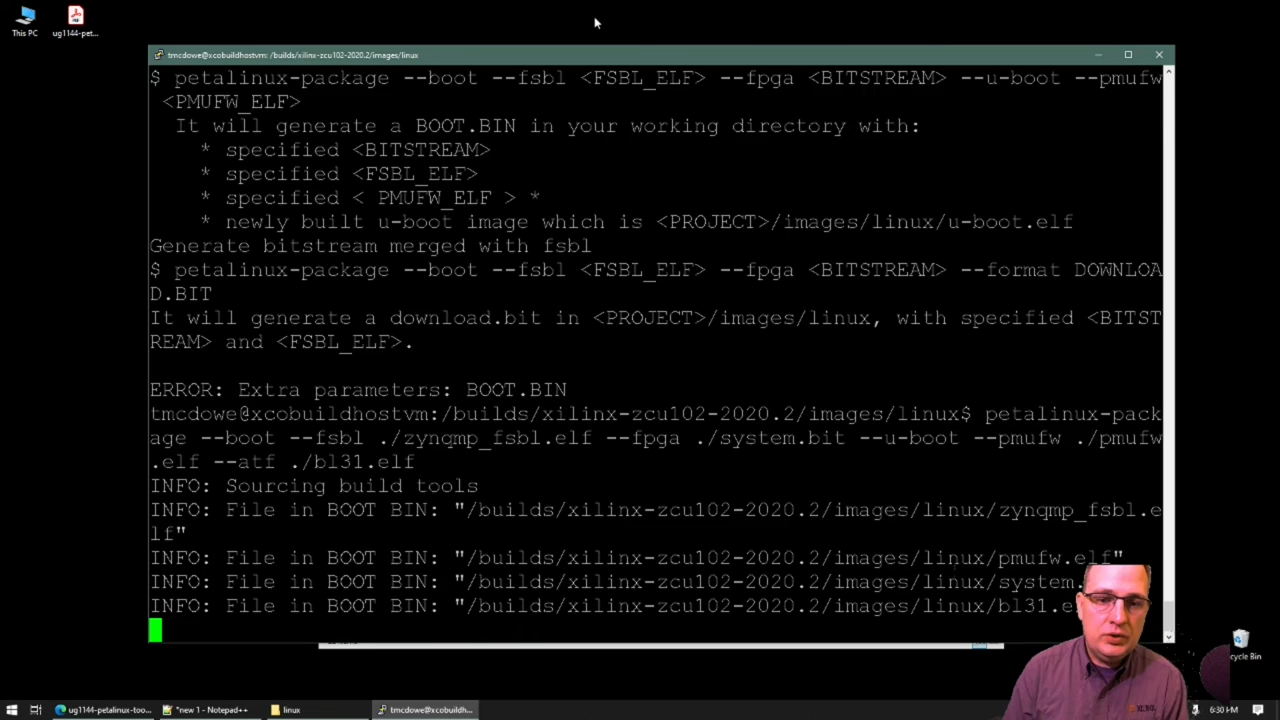 This PC
ug1144-pet...
tmcdowe@xcobuildhostvm: /builds/xilinx-zcu102-2020.2/images/linux
$ petalinux-package --boot --fsbl <FSBL_ELF> --fpga <BITSTREAM> --u-boot --pmufw
<PMUFW_ELF>
It will generate a BOOT.BIN in your working directory with:
* specified <BITSTREAM>
* specified <FSBL_ELF>
* specified < PMUFW_ELF > *
* newly built u-boot image which is <PROJECT>/images/linux/u-boot.elf
Generate bitstream merged with fsbl
$ petalinux-package --boot --fsbl <FSBL_ELF> --fpga <BITSTREAM> --format DOWNLOA
D.BIT
It will generate a download.bit in <PROJECT>/images/linux, with specified <BITST
REAM> and <FSBL_ELF>.
ERROR: Extra parameters: BOOT.BIN
tmcdowe@xcobuildhostvm:/builds/xilinx-zcu102-2020.2/images/linux$ petalinux-pack
age --boot --fsbl ./zynqmp_fsbl.elf --fpga ./system.bit --u-boot --pmufw ./pmufw
.elf --atf ./bl31.elf
INFO: Sourcing build tools
INFO: File in BOOT BIN: "/builds/xilinx-zcu102-2020.2/images/linux/zynqmp_fsbl.e
lf"
INFO: File in BOOT BIN: "/builds/xilinx-zcu102-2020.2/images/linux/pmufw.elf"
INFO: File in BOOT BIN: "/builds/xilinx-zcu102-2020.2/images/linux/system.
INFO: File in BOOT BIN: "/builds/xilinx-zcu102-2020.2/images/linux/bl31.e
cycle Bin
ug1144-petalinux-too...
*new 1 - Notepad++
linux
tmcdowe@xcobuildh...
6:30 PM